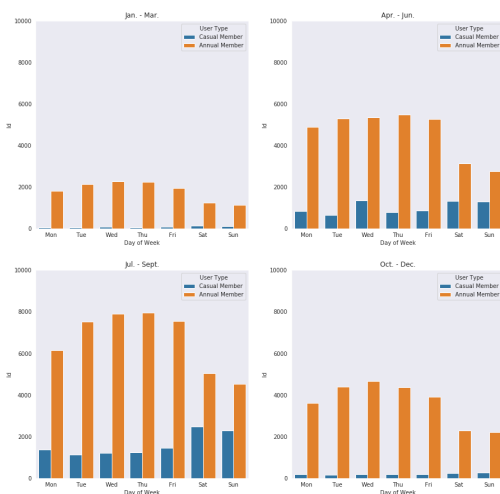 Jan. - Mar.
User Type
Casual Member
Annual Member
10000
8000
6000
4000
2000
0
Id
Mon Tue Wed Thu Fri Sat Sun
Day of Week
Apr. - Jun.
User Type
Casual Member
Annual Member
10000
8000
6000
4000
2000
0
Id
Mon Tue Wed Thu Fri Sat Sun
Day of Week
Jul. - Sept.
User Type
Casual Member
Annual Member
10000
8000
6000
4000
2000
0
Id
Mon Tue Wed Thu Fri Sat Sun
Day of Week
Oct. - Dec.
User Type
Casual Member
Annual Member
10000
8000
6000
4000
2000
0
Id
Mon Tue Wed Thu Fri Sat Sun
Day of Week